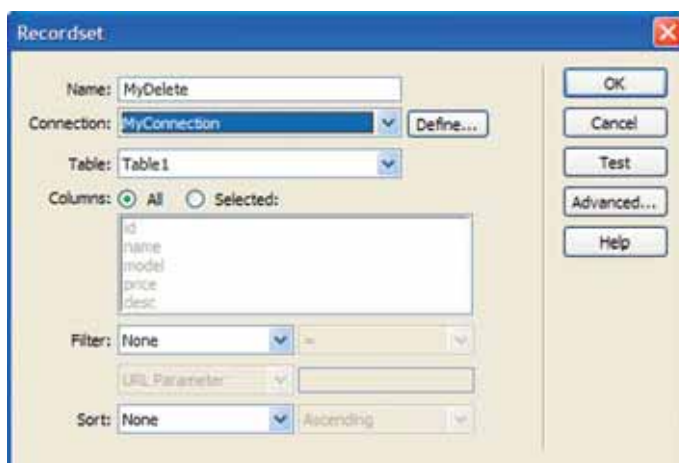 Recordset
Name: MyDelete
OK
Connection: MyConnection Define...
Cancel
Table: Table1
Test
Columns: All Selected:
Advanced...
id
name
model
price
desc
Help
Filter: None =
URL Parameter
Sort: None Ascending